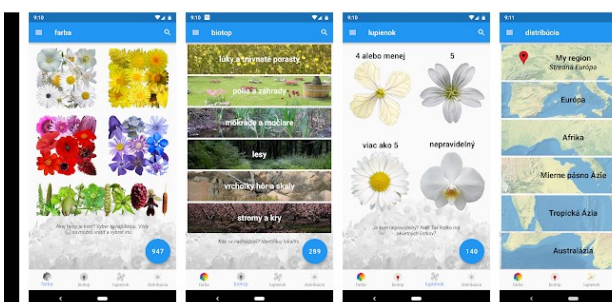 9:10
farba
947
farba
biotop
lupienok
distribúcia
9:10
biotop
lúky a trávnaté porasty
polia a záhrady
mokrade a močiare
lesy
vrcholky hôr a skaly
stromy a kry
289
farba
biotop
lupienok
distribúcia
9:10
lupienok
4 alebo menej
5
viac ako 5
nepravidelný
140
farba
biotop
lupienok
distribúcia
9:11
distribúcia
My region
Stredná Európa
Európa
Afrika
Mierne pásmo Ázie
Tropická Ázia
Australázia
farba
biotop
lupienok